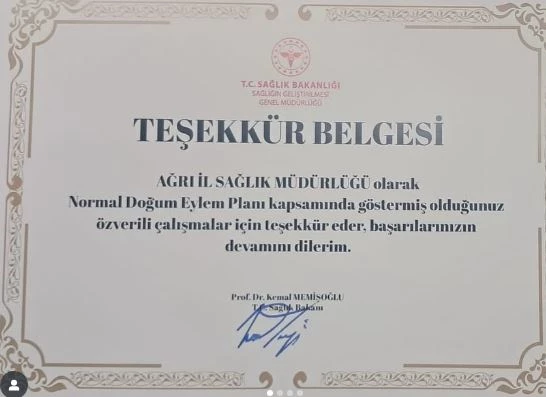 T.C. SAĞLIK BAKANLIĞI
SAĞLIĞIN GELİŞTİRİLMESİ
GENEL MÜDÜRLÜĞÜ
TEŞEKKÜR BELGESİ
AĞRI İL SAĞLIK MÜDÜRLÜĞÜ olarak
Normal Doğum Eylem Planı kapsamında göstermiş olduğunuz
özverili çalışmalar için teşekkür eder, başarılarınızın
devamını dilerim.
Prof. Dr. Kemal MEMİŞOĞLU
T.C. Sağlık Bakanı